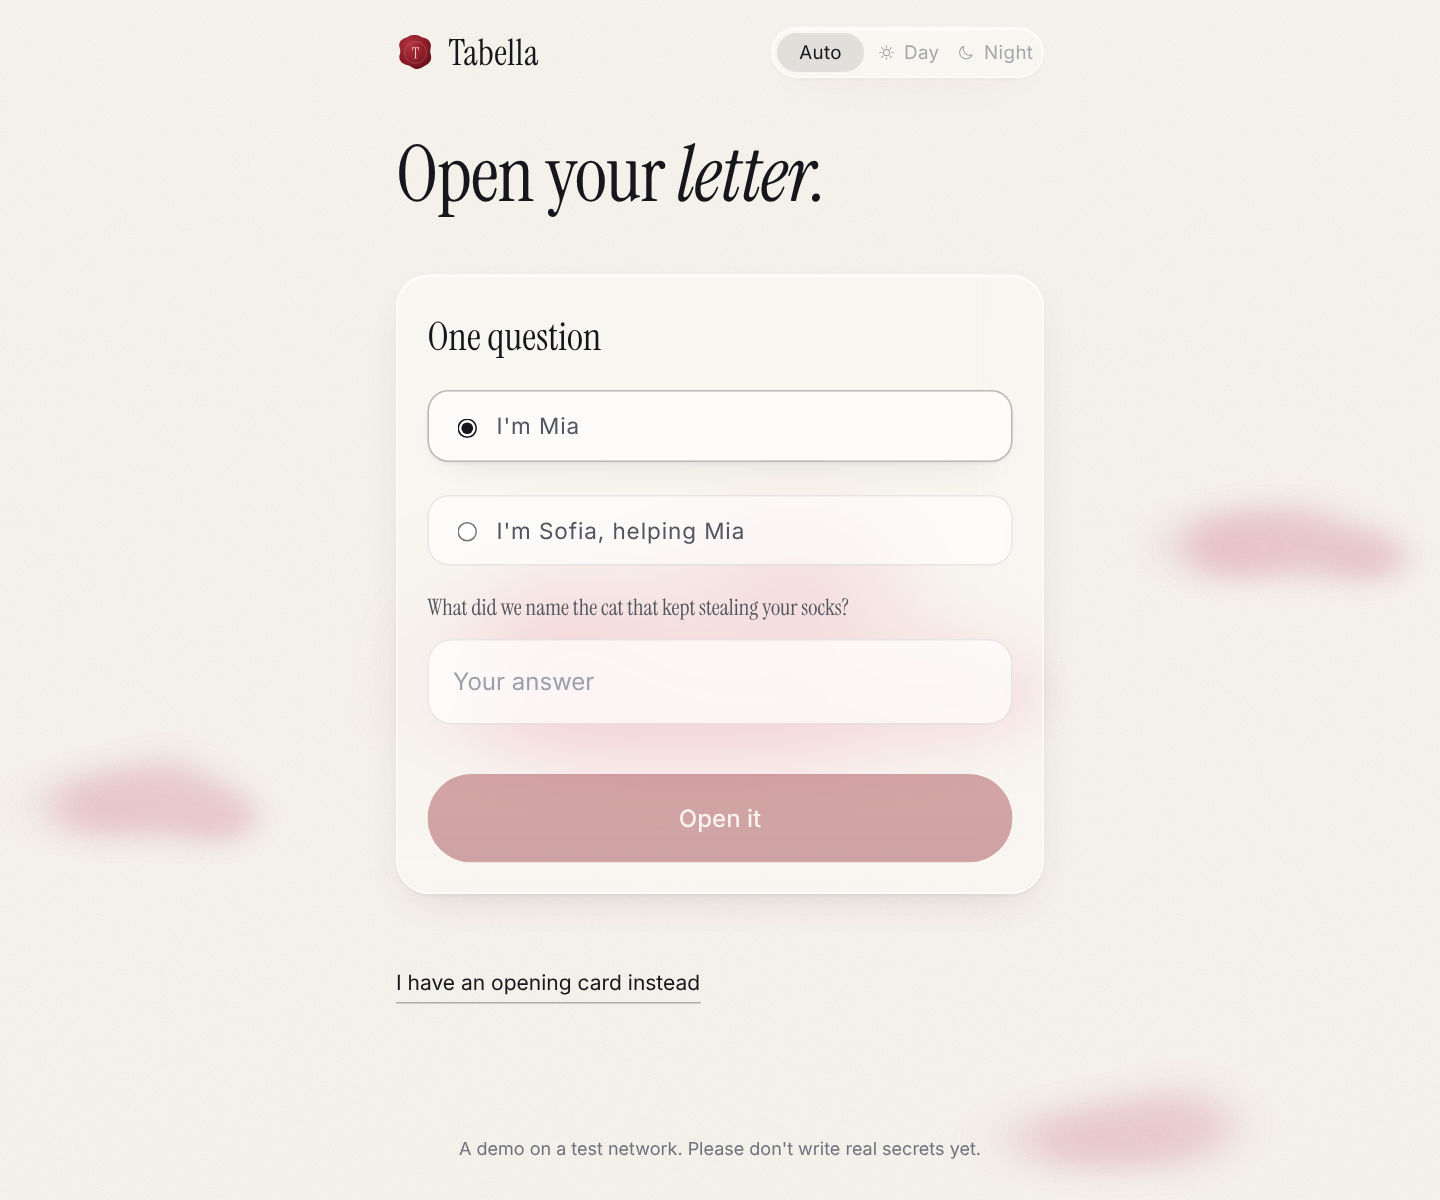 T
Tabella
Auto Day Night
Open your letter.
One question
I'm Mia
I'm Sofia, helping Mia
What did we name the cat that kept stealing your socks?
Your answer
Open it
I have an opening card instead
A demo on a test network. Please don't write real secrets yet.